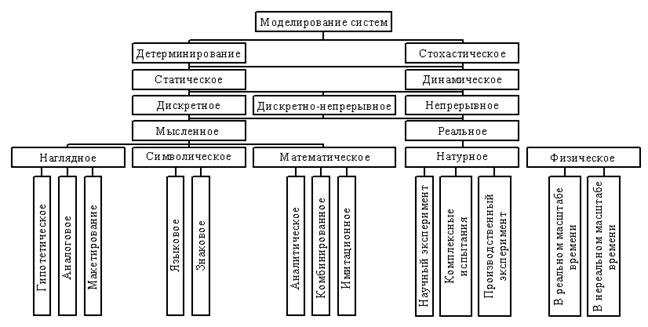 Моделирование систем
Детерминирование
Стохастическое
Статическое
Динамическое
Дискретное
Дискретно-непрерывное
Непрерывное
Мысленное
Реальное
Наглядное
Символическое
Математическое
Натурное
Физическое
Гипотетическое
Аналоговое
Макетирование
Языковое
Знаковое
Аналитическое
Комбинированное
Имитационное
Научный эксперимент
Комплексные
испытания
Производственный
эксперимент
В реальном масштабе
времени
В нереальном масштабе
времени